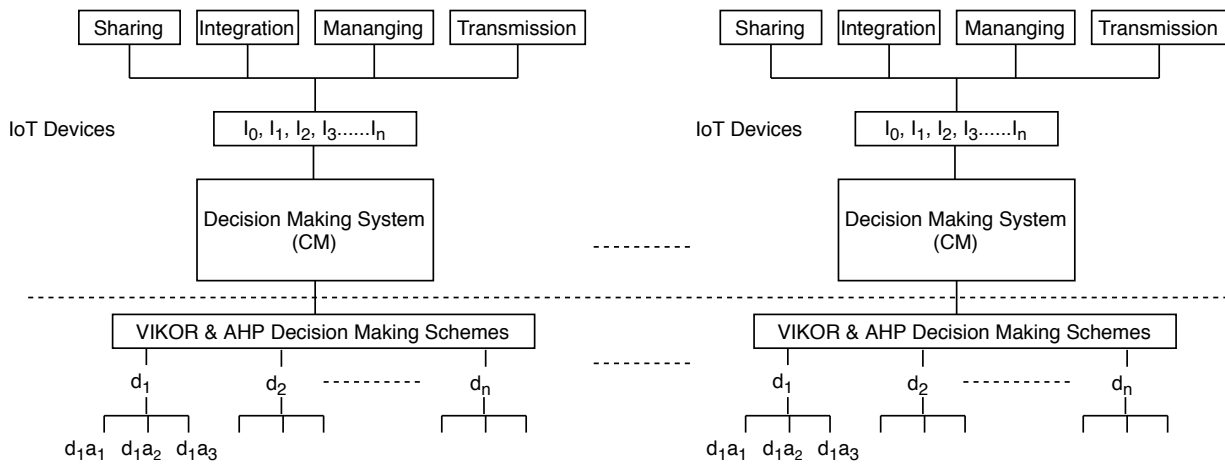 Sharing Integration Mananging Transmission Sharing Integration Mananging Transmission
IoT Devices I₀, I₁, I₂, I₃......Iₙ IoT Devices I₀, I₁, I₂, I₃......Iₙ
Decision Making System Decision Making System
(CM) (CM)
VIKOR & AHP Decision Making Schemes VIKOR & AHP Decision Making Schemes
d₁ d₂ dₙ d₁ d₂ dₙ
d₁a₁ d₁a₂ d₁a₃ d₁a₁ d₁a₂ d₁a₃